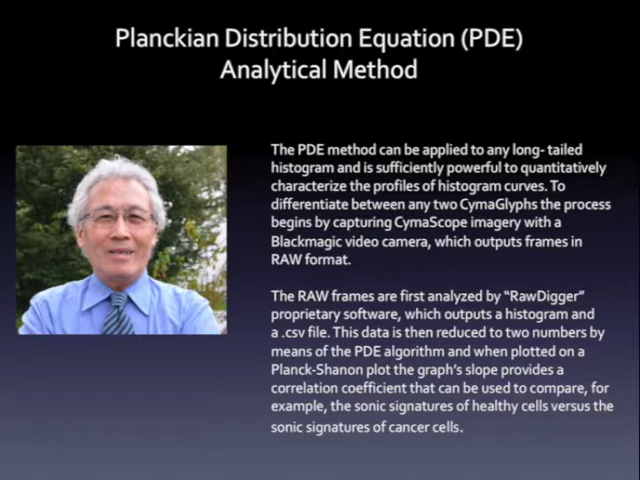 Planckian Distribution Equation (PDE)
Analytical Method
The PDE method can be applied to any long- tailed
histogram and is sufficiently powerful to quantitatively
characterize the profiles of histogram curves. To
differentiate between any two CymaGlyphs the process
begins by capturing CymaScope imagery with a
Blackmagic video camera, which outputs frames in
RAW format.
The RAW frames are first analyzed by “RawDigger”
proprietary software, which outputs a histogram and
a .csv file. This data is then reduced to two numbers by
means of the PDE algorithm and when plotted on a
Planck-Shanon plot the graph’s slope provides a
correlation coefficient that can be used to compare, for
example, the sonic signatures of healthy cells versus the
sonic signatures of cancer cells.